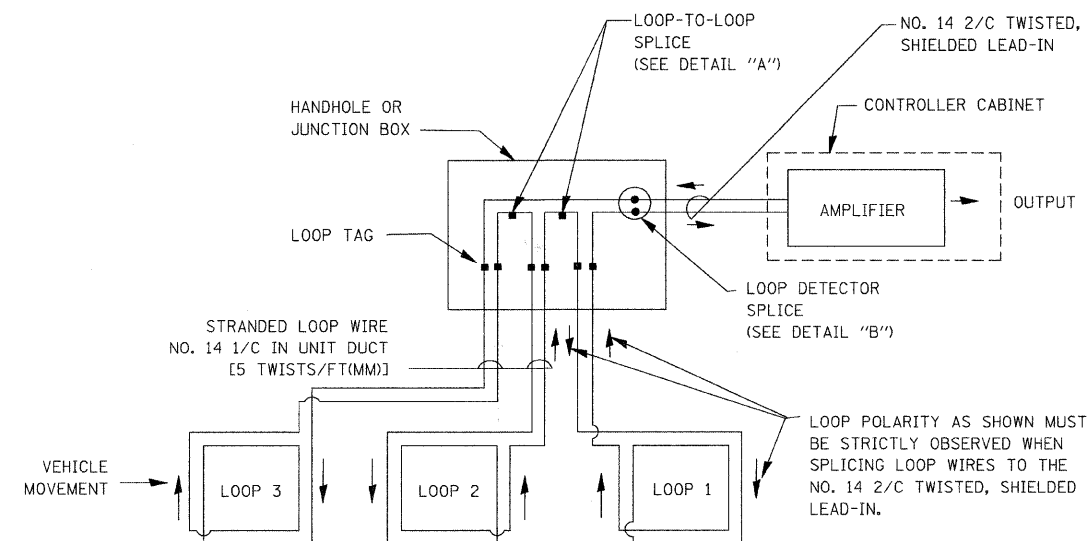 LOOP-TO-LOOP
SPLICE
(SEE DETAIL "A")
NO. 14 2/C TWISTED,
SHIELDED LEAD-IN
HANDHOLE OR
JUNCTION BOX
CONTROLLER CABINET
AMPLIFIER
OUTPUT
LOOP TAG
LOOP DETECTOR
SPLICE
(SEE DETAIL "B")
STRANDED LOOP WIRE
NO. 14 1/C IN UNIT DUCT
[5 TWISTS/FT(MM)]
LOOP POLARITY AS SHOWN MUST
BE STRICTLY OBSERVED WHEN
SPLICING LOOP WIRES TO THE
NO. 14 2/C TWISTED, SHIELDED
LEAD-IN.
VEHICLE
MOVEMENT
LOOP 3
LOOP 2
LOOP 1